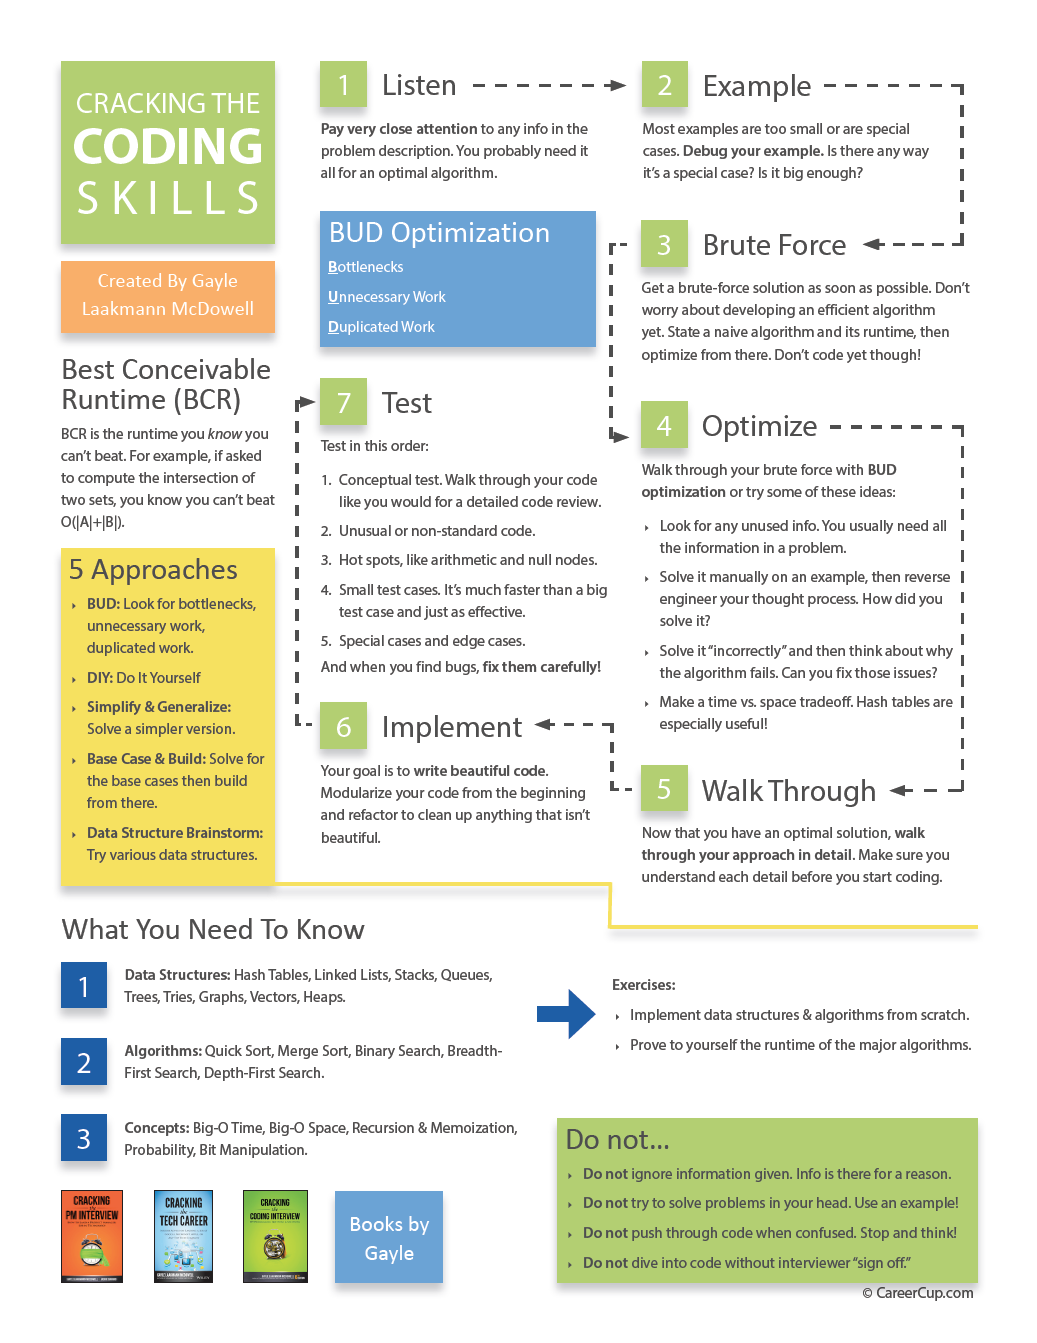 CRACKING THE
CODING
SKILLS
Created By Gayle
Laakmann McDowell
Best Conceivable
Runtime (BCR)
BCR is the runtime you know you
can't beat. For example, if asked
to compute the intersection of
two sets, you know you can't beat
O(|A|+|B|).
5 Approaches
BUD: Look for bottlenecks,
unnecessary work,
duplicated work.
DIY: Do It Yourself
Simplify & Generalize:
Solve a simpler version.
Base Case & Build: Solve for
the base cases then build
from there.
Data Structure Brainstorm:
Try various data structures.
1 Listen
Pay very close attention to any info in the
problem description. You probably need it
all for an optimal algorithm.
2 Example
Most examples are too small or are special
cases. Debug your example. Is there any way
it's a special case? Is it big enough?
BUD Optimization
Bottlenecks
Unnecessary Work
Duplicated Work
3 Brute Force
Get a brute-force solution as soon as possible. Don't
worry about developing an efficient algorithm
yet. State a naive algorithm and its runtime, then
optimize from there. Don't code yet though!
4 Optimize
Walk through your brute force with BUD
optimization or try some of these ideas:
Look for any unused info. You usually need all
the information in a problem.
Solve it manually on an example, then reverse
engineer your thought process. How did you
solve it?
Solve it "incorrectly" and then think about why
the algorithm fails. Can you fix those issues?
Make a time vs. space tradeoff. Hash tables are
especially useful!
5 Walk Through
Now that you have an optimal solution, walk
through your approach in detail. Make sure you
understand each detail before you start coding.
6 Implement
Your goal is to write beautiful code.
Modularize your code from the beginning
and refactor to clean up anything that isn't
beautiful.
7 Test
Test in this order:
1. Conceptual test. Walk through your code
like you would for a detailed code review.
2. Unusual or non-standard code.
3. Hot spots, like arithmetic and null nodes.
4. Small test cases. It's much faster than a big
test case and just as effective.
5. Special cases and edge cases.
And when you find bugs, fix them carefully!
What You Need To Know
1 Data Structures: Hash Tables, Linked Lists, Stacks, Queues,
Trees, Tries, Graphs, Vectors, Heaps.
2 Algorithms: Quick Sort, Merge Sort, Binary Search, Breadth-
First Search, Depth-First Search.
3 Concepts: Big-O Time, Big-O Space, Recursion & Memoization,
Probability, Bit Manipulation.
Exercises:
Implement data structures & algorithms from scratch.
Prove to yourself the runtime of the major algorithms.
CRACKING
the
PM INTERVIEW
CRACKING
the
TECH CAREER
CRACKING
the
CODING INTERVIEW
Books by
Gayle
Do not...
Do not ignore information given. Info is there for a reason.
Do not try to solve problems in your head. Use an example!
Do not push through code when confused. Stop and think!
Do not dive into code without interviewer "sign off."
© CareerCup.com